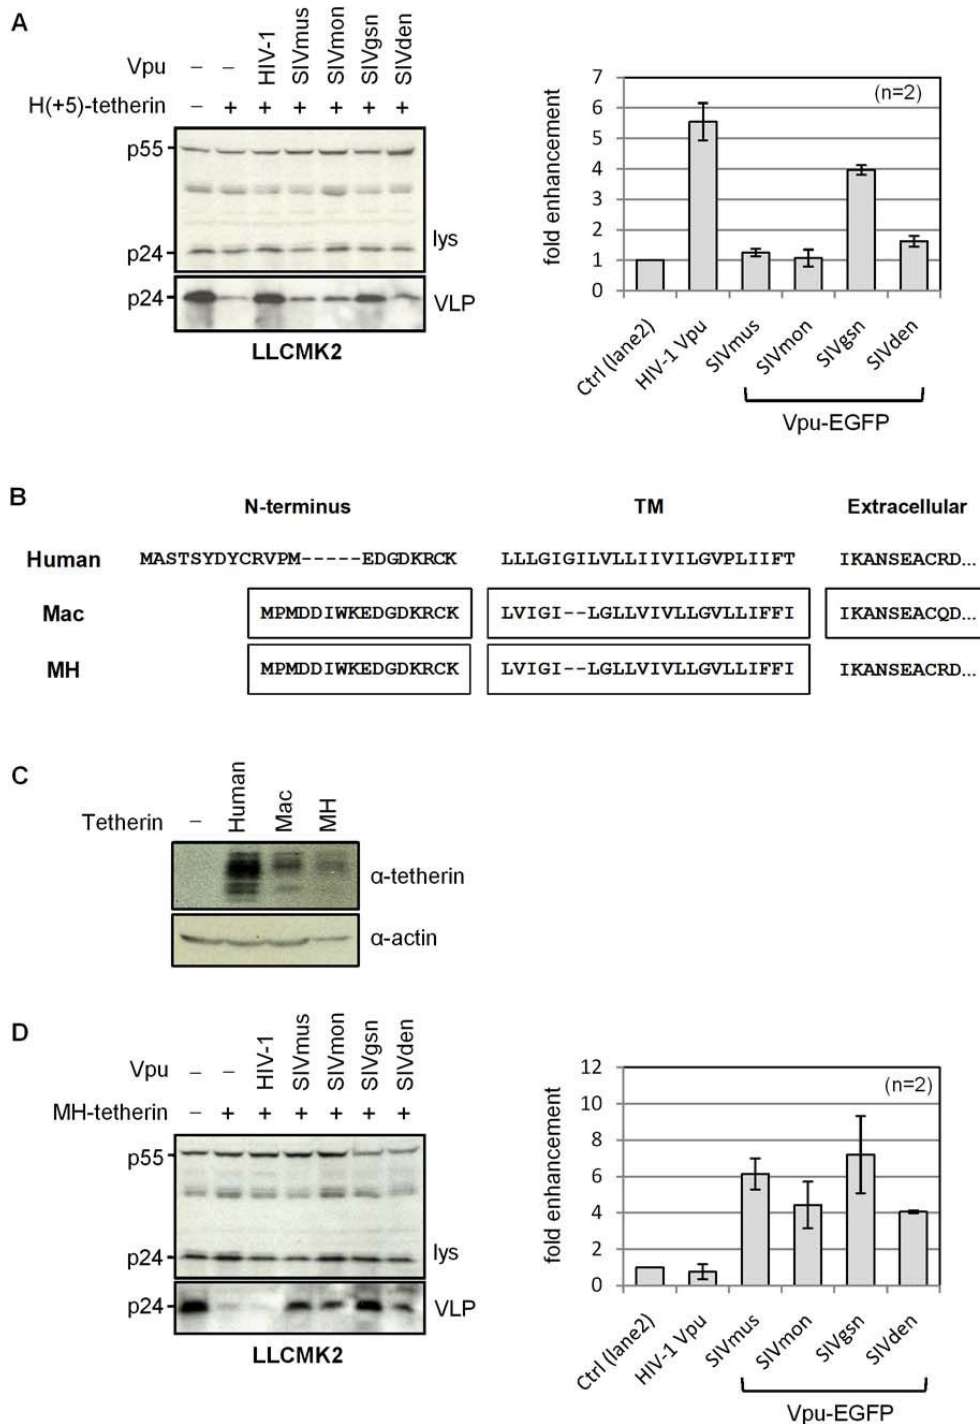 A
Vpu – – HIV-1 SIVmus SIVmon SIVgsn SIVden
H(+5)-tetherin – + + + + + +
p55
p24
lys
p24
VLP
LLCMK2
fold enhancement
7
6
5
4
3
2
1
0
(n=2)
Ctrl (lane2)
HIV-1 Vpu
SIVmus
SIVmon
SIVgsn
SIVden
Vpu-EGFP
B
N-terminus TM Extracellular
Human MASTSYDYCRVPM-----EDGDKRCK LLLGIGILVLLIIVILGVPLIIFT IKANSEACRD...
Mac MPMDDIWKEDGDKRCK LVIGI--LGLLVIVLLGVLLIFFI IKANSEACQD...
MH MPMDDIWKEDGDKRCK LVIGI--LGLLVIVLLGVLLIFFI IKANSEACRD...
C
Tetherin – Human Mac MH
α-tetherin
α-actin
D
Vpu – – HIV-1 SIVmus SIVmon SIVgsn SIVden
MH-tetherin – + + + + + +
p55
p24
lys
p24
VLP
LLCMK2
fold enhancement
12
10
8
6
4
2
0
(n=2)
Ctrl (lane2)
HIV-1 Vpu
SIVmus
SIVmon
SIVgsn
SIVden
Vpu-EGFP